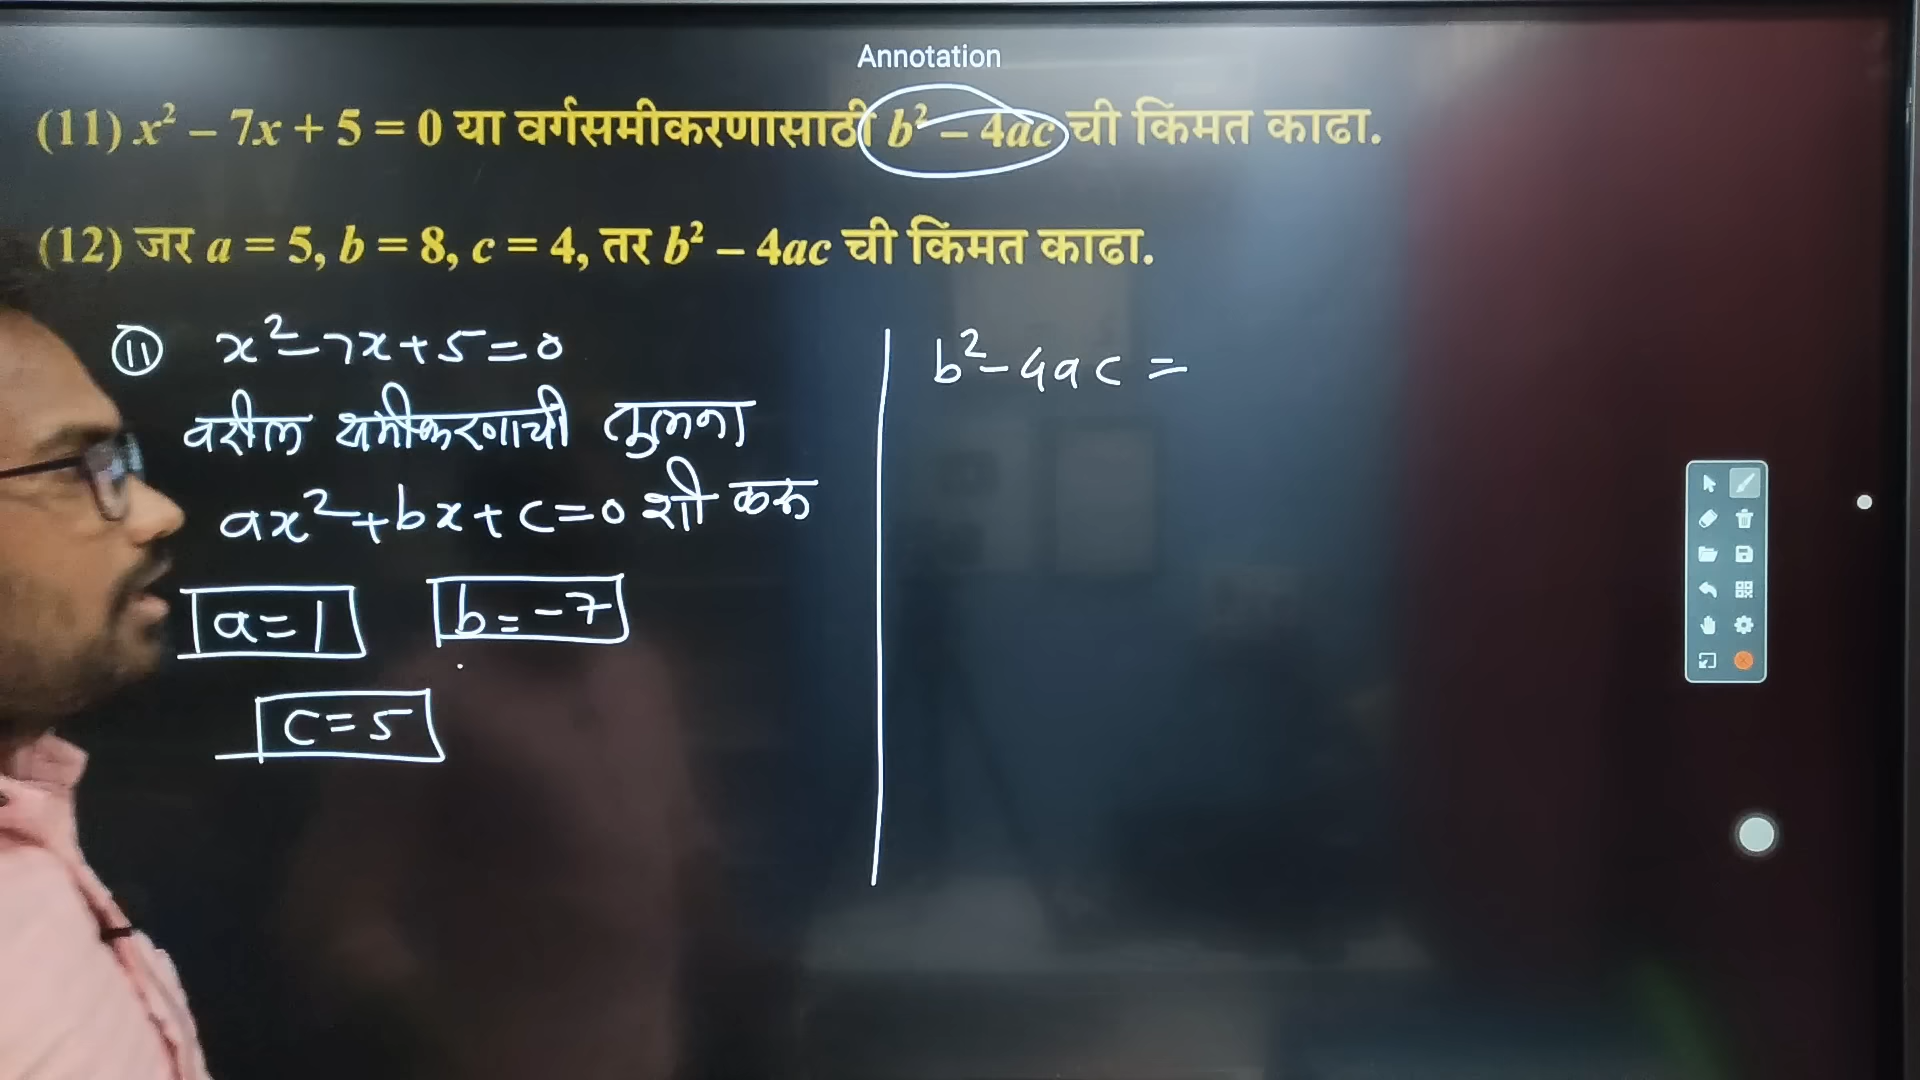 Annotation
(11) x² – 7x + 5 = 0 या वर्गसमीकरणासाठी b² – 4ac ची किंमत काढा.
(12) जर a = 5, b = 8, c = 4, तर b² – 4ac ची किंमत काढा.
(11) x² – 7x + 5 = 0
वरील समीकरणाची तुलना
ax² + bx + c = 0 शी करू
a = 1 b = -7
c = 5
b² – 4ac =